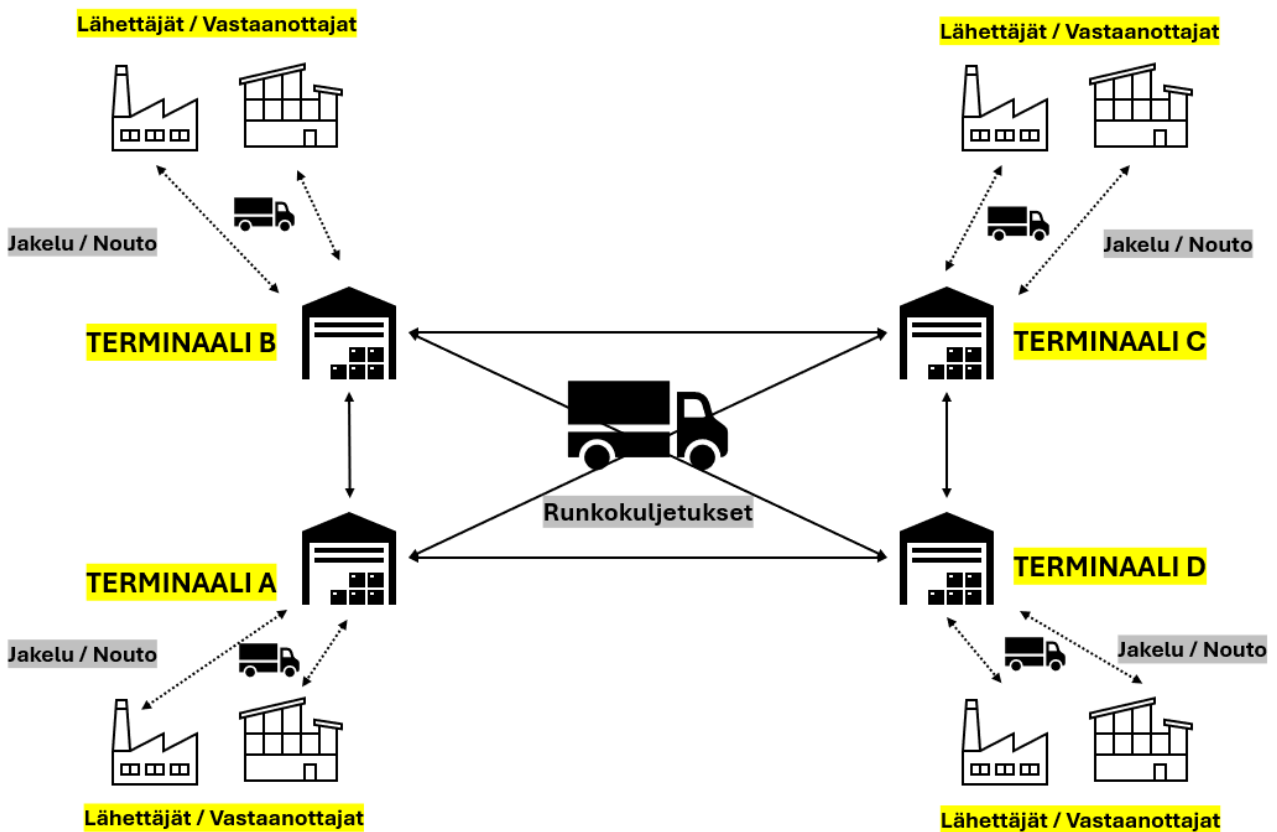 Lähettäjät / Vastaanottajat
Lähettäjät / Vastaanottajat
Jakelu / Nouto
Jakelu / Nouto
TERMINAALI B
TERMINAALI C
Runkokuljetukset
TERMINAALI A
TERMINAALI D
Jakelu / Nouto
Jakelu / Nouto
Lähettäjät / Vastaanottajat
Lähettäjät / Vastaanottajat